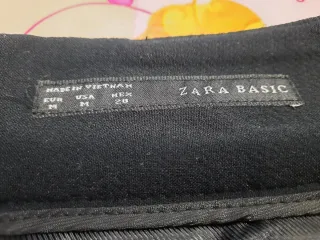 MADE IN VIETNAM
ZARA BASIC
EUR USA MEX
M M 28